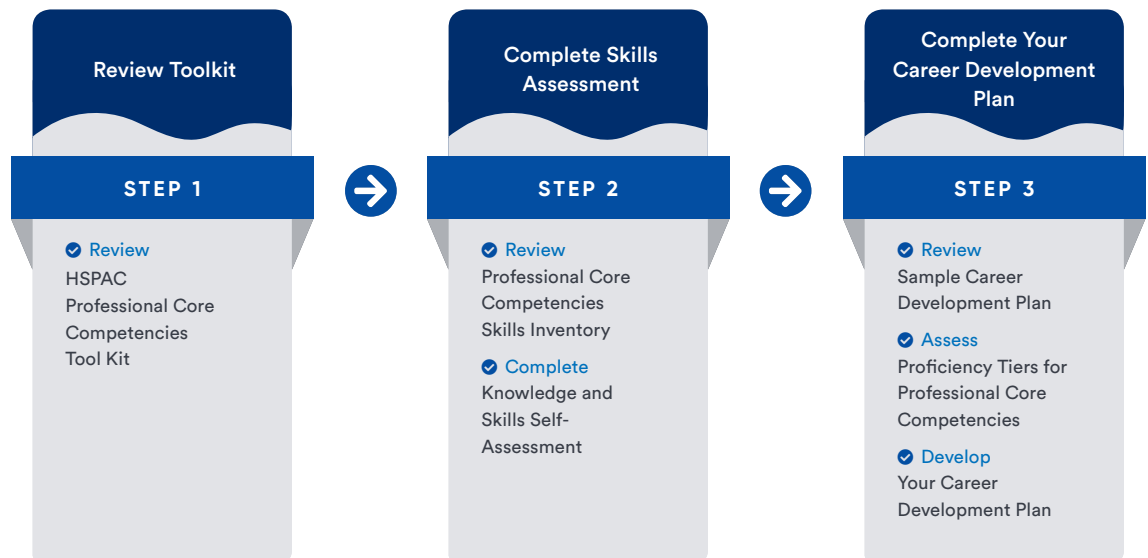 Review Toolkit
STEP 1
Review
HSPAC
Professional Core
Competencies
Tool Kit
Complete Skills
Assessment
STEP 2
Review
Professional Core
Competencies
Skills Inventory
Complete
Knowledge and
Skills Self-
Assessment
Complete Your
Career Development
Plan
STEP 3
Review
Sample Career
Development Plan
Assess
Proficiency Tiers for
Professional Core
Competencies
Develop
Your Career
Development Plan